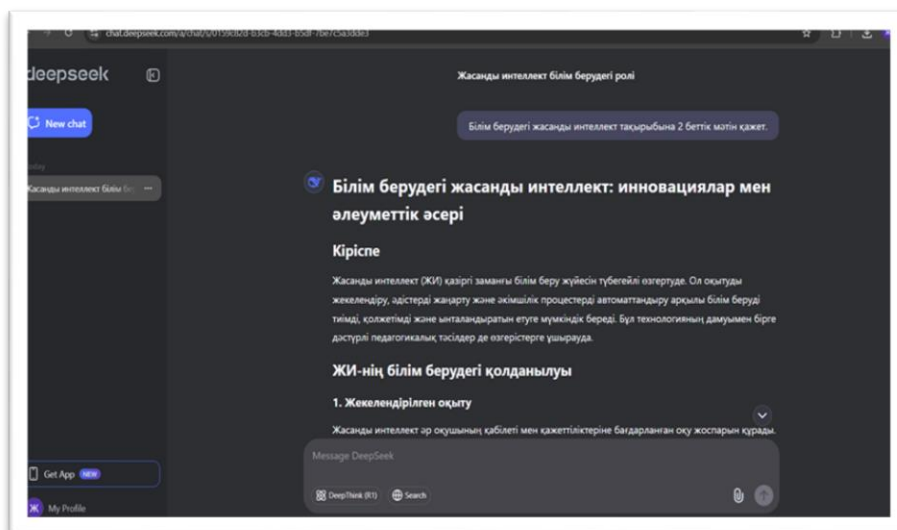 chat.deepseek.com/a/chat/s/
deepseek
New chat
Today
Жасанды интеллект білім бер
Get App NEW
Ж My Profile
Жасанды интеллект білім берудегі ролі
Білім берудегі жасанды интеллект тақырыбына 2 беттік мәтін қажет.
Білім берудегі жасанды интеллект: инновациялар мен
әлеуметтік әсері
Кіріспе
Жасанды интеллект (ЖИ) қазіргі заманғы білім беру жүйесін түбегейлі өзгертуде. Ол оқытуды
жекелендіру, әдістерді жаңарту және әкімшілік процестерді автоматтандыру арқылы білім беруді
тиімді, қолжетімді және ынталандыратын етуге мүмкіндік береді. Бұл технологияның дамуымен бірге
дәстүрлі педагогикалық тәсілдер де өзгерістерге ұшырауда.
ЖИ-нің білім берудегі қолданылуы
1. Жекелендірілген оқыту
Жасанды интеллект әр оқушының қабілеті мен қажеттіліктеріне бағдарланған оқу жоспарын құрады.
Message DeepSeek
DeepThink (R1) Search